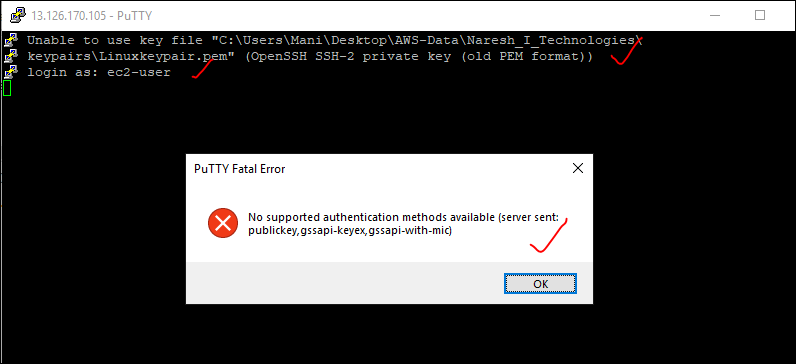 13.126.170.105 - PuTTY
Unable to use key file "C:\Users\Mani\Desktop\AWS-Data\Naresh_I_Technologies\
keypairs\Linuxkeypair.pem" (OpenSSH SSH-2 private key (old PEM format))
login as: ec2-user
PuTTY Fatal Error
No supported authentication methods available (server sent:
publickey,gssapi-keyex,gssapi-with-mic)
OK